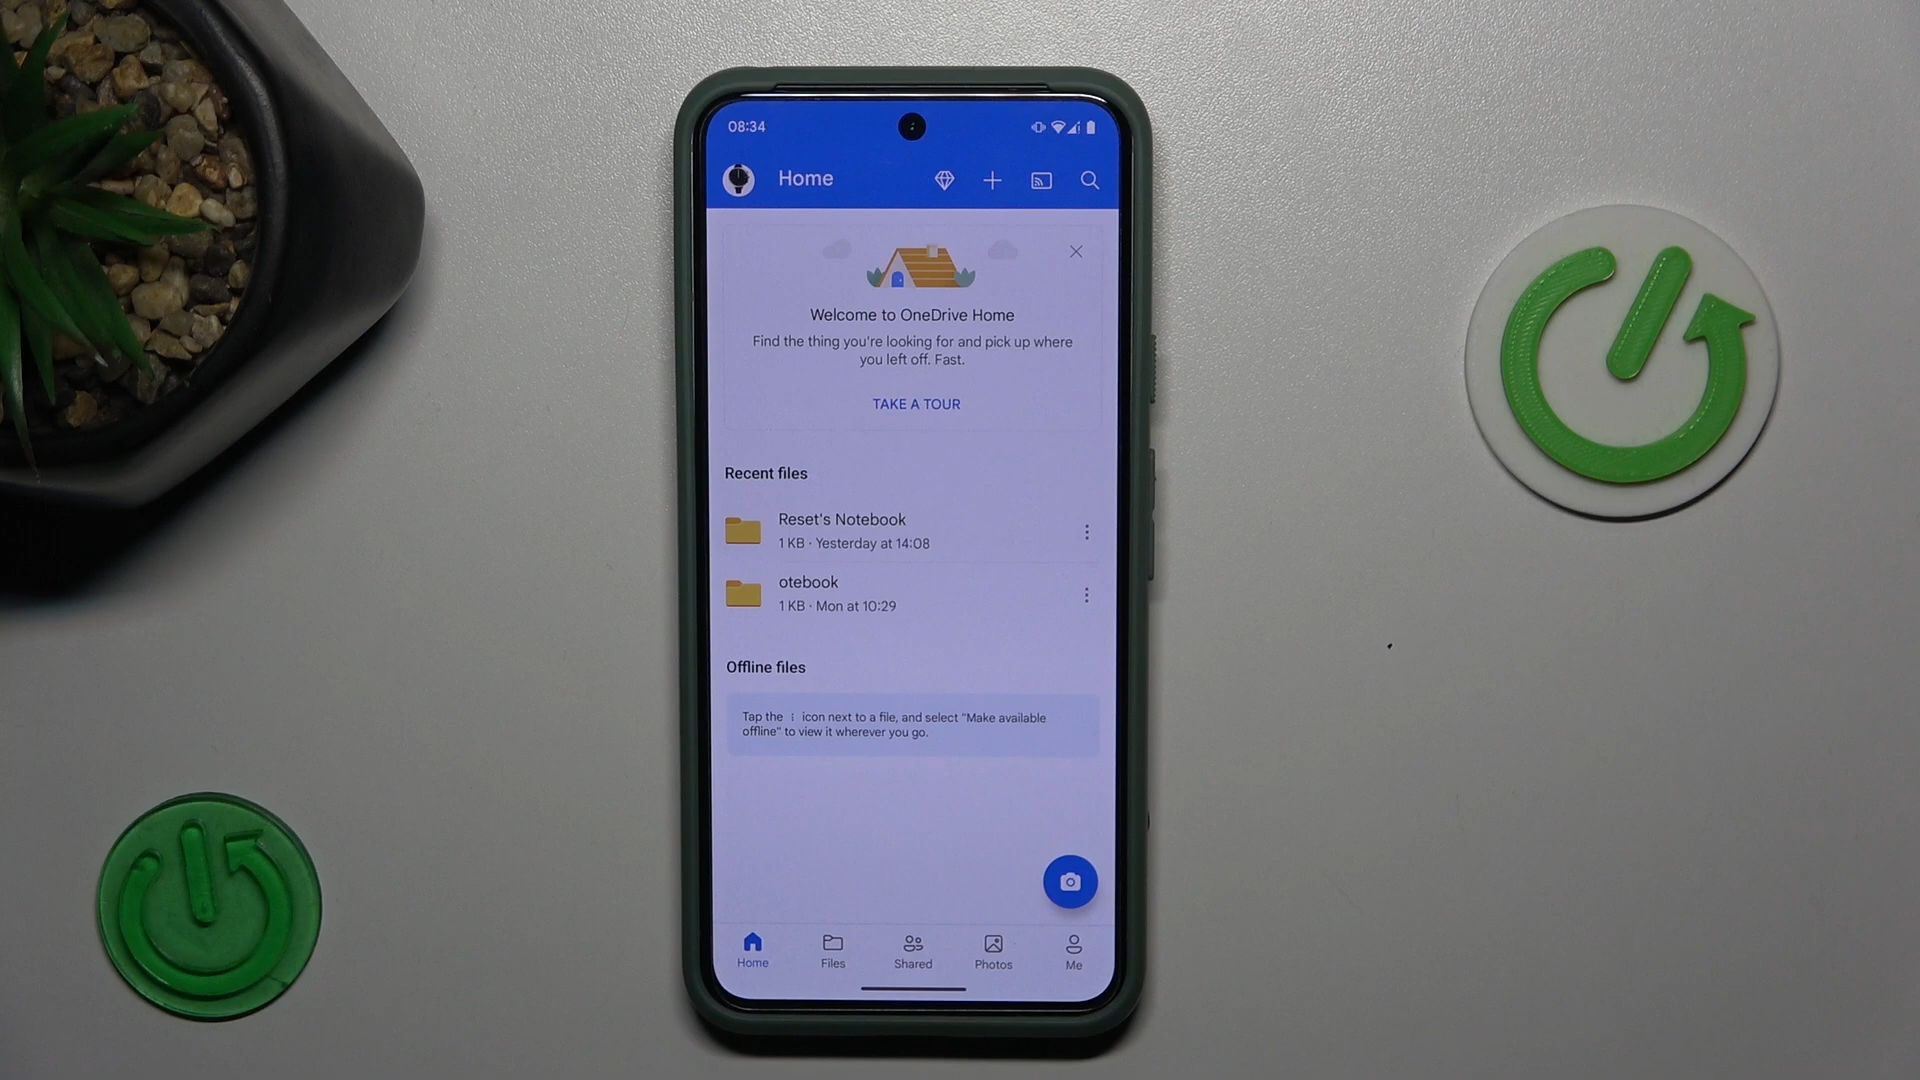 08:34
Home
Welcome to OneDrive Home
Find the thing you're looking for and pick up where
you left off. Fast.
TAKE A TOUR
Recent files
Reset's Notebook
1 KB · Yesterday at 14:08
otebook
1 KB · Mon at 10:29
Offline files
Tap the ⋮ icon next to a file, and select "Make available
offline" to view it wherever you go.
Home
Files
Shared
Photos
Me